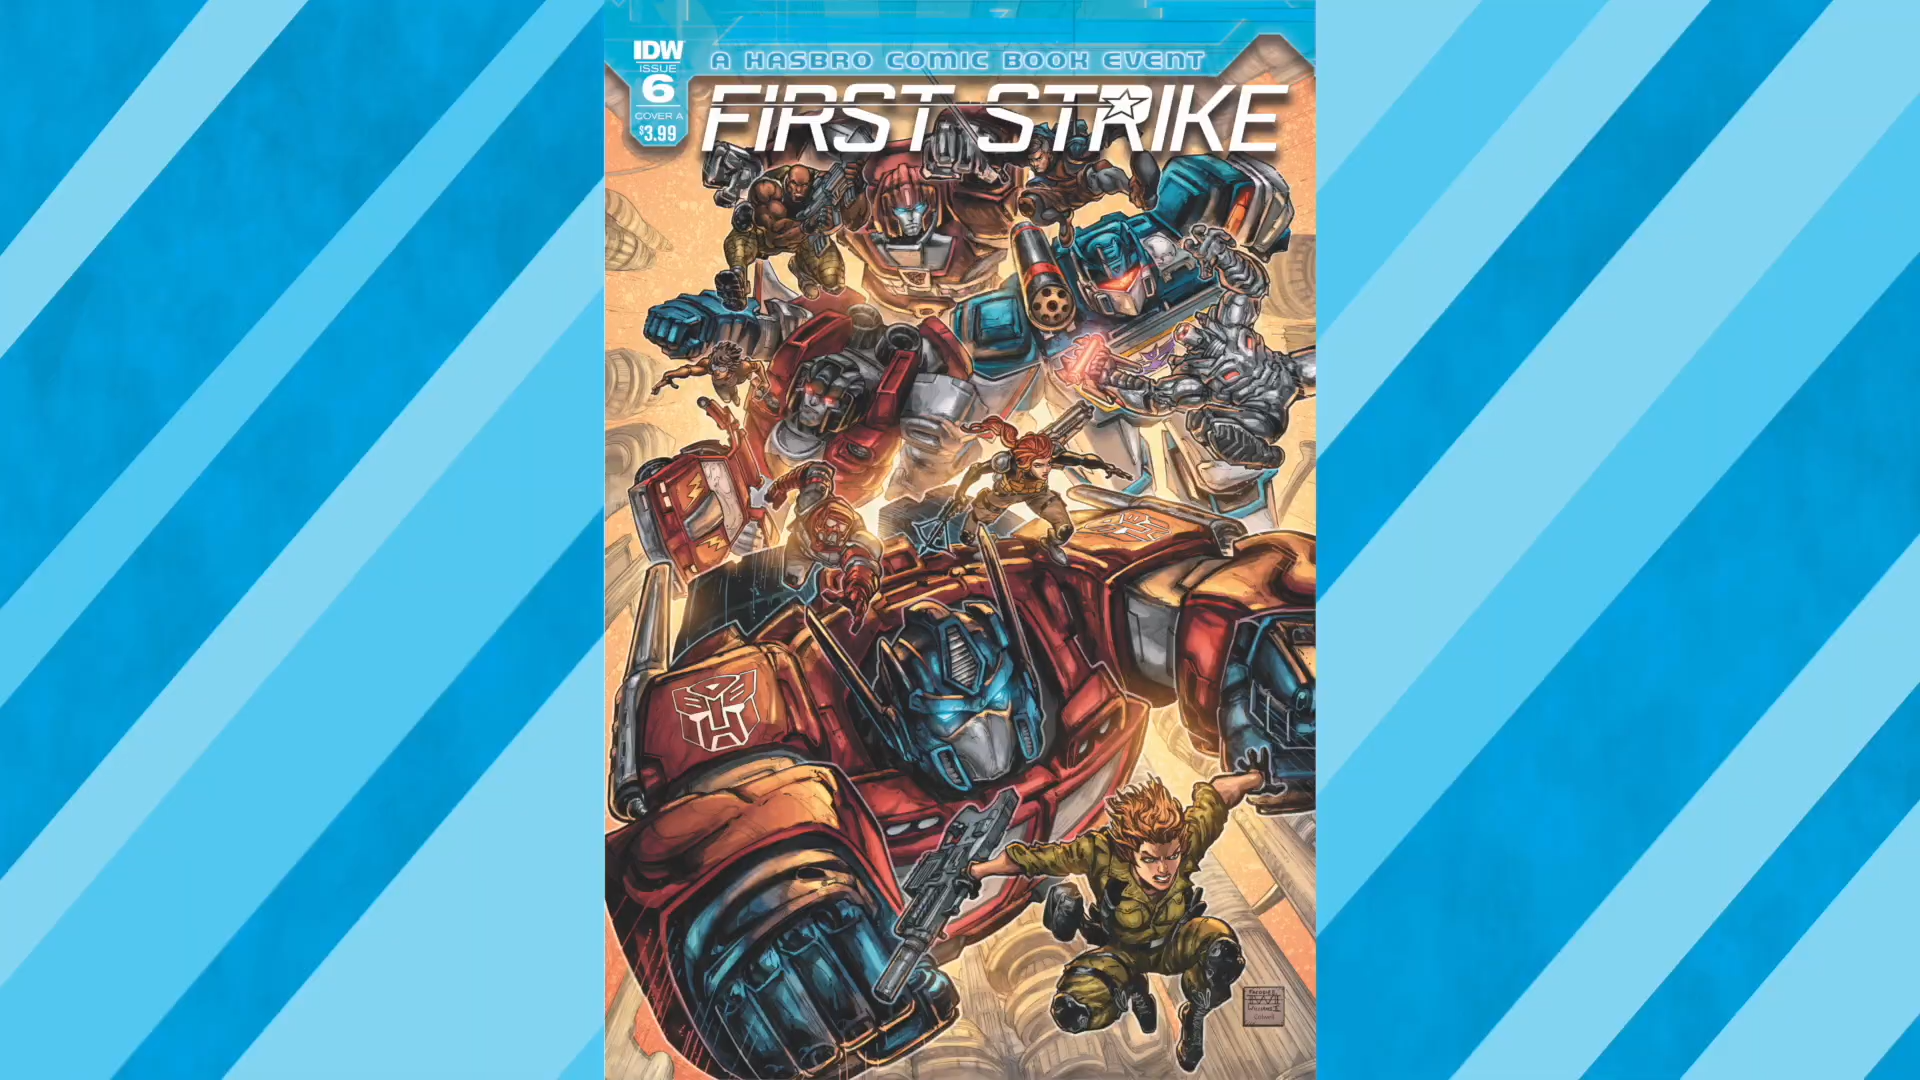 IDW
ISSUE
6
COVER A
$3.99
A HASBRO COMIC BOOK EVENT
FIRST STRIKE